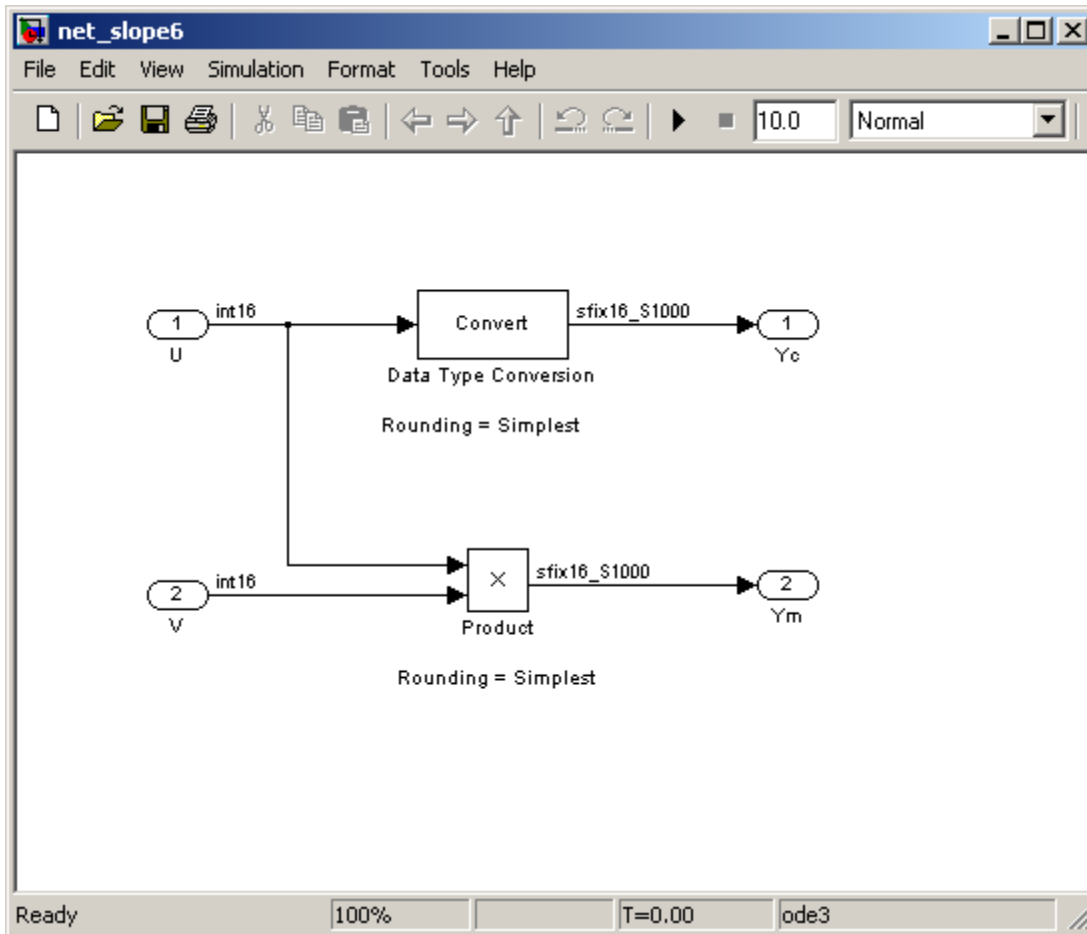 net_slope6
File Edit View Simulation Format Tools Help
10.0 Normal
int16 sfix16_S1000
1 Convert 1
U Yc
Data Type Conversion
Rounding = Simplest
int16 sfix16_S1000
2 × 2
V Ym
Product
Rounding = Simplest
Ready 100% T=0.00 ode3